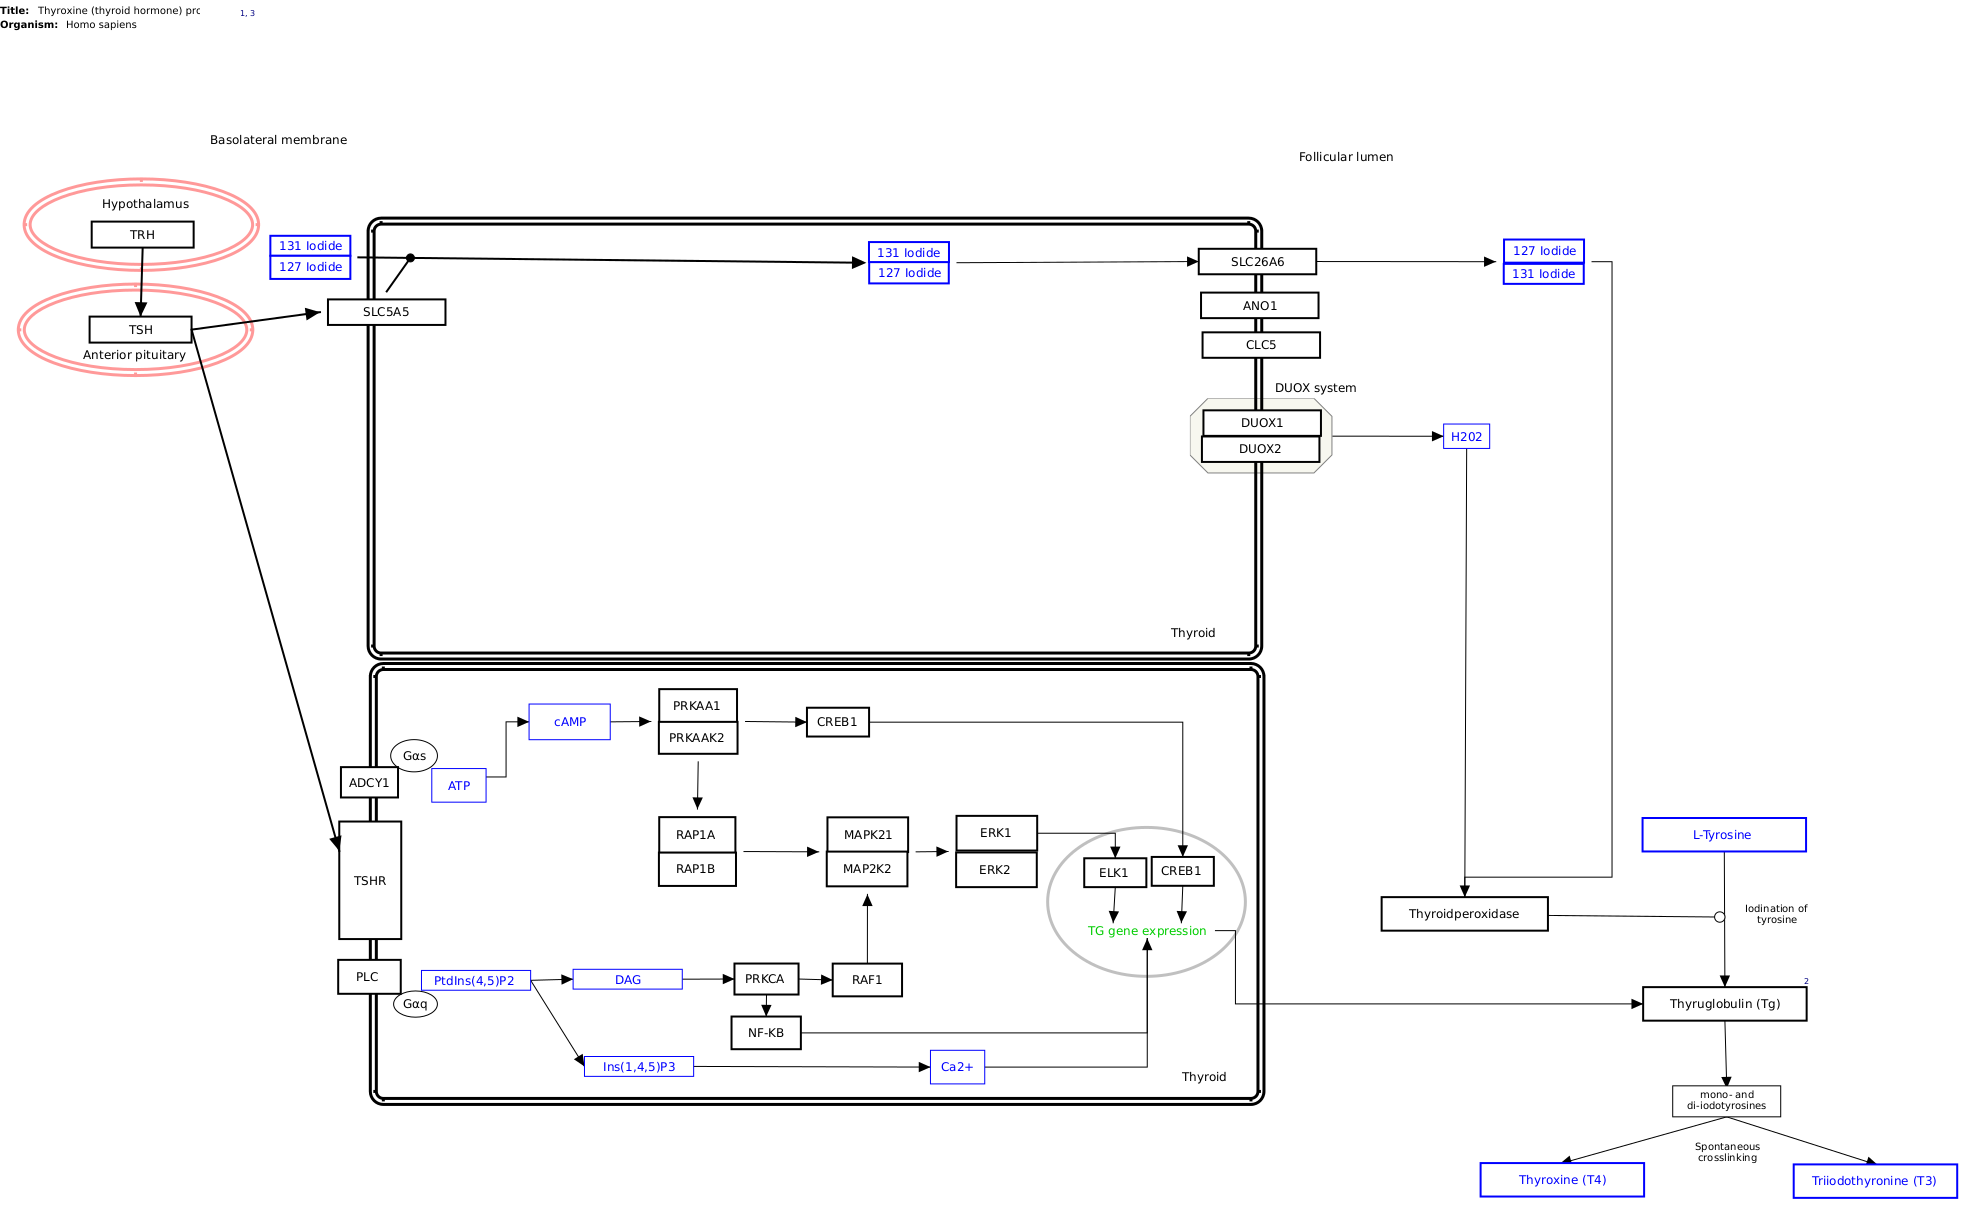 Title: Thyroxine (thyroid hormone) prc
1, 3
Organism: Homo sapiens
Basolateral membrane
Follicular lumen
Hypothalamus
TRH
131 Iodide
127 Iodide
131 Iodide
127 Iodide
SLC26A6
127 Iodide
131 Iodide
TSH
Anterior pituitary
SLC5A5
ANO1
CLC5
DUOX system
DUOX1
DUOX2
H202
Thyroid
PRKAA1
PRKAAK2
cAMP
CREB1
Gαs
ADCY1
ATP
RAP1A
RAP1B
MAPK21
MAP2K2
ERK1
ERK2
TSHR
ELK1
CREB1
TG gene expression
L-Tyrosine
Thyroidperoxidase
Iodination of
tyrosine
PLC
PtdIns(4,5)P2
Gαq
DAG
PRKCA
RAF1
NF-KB
Ins(1,4,5)P3
Ca2+
Thyroid
2
Thyruglobulin (Tg)
mono- and
di-iodotyrosines
Spontaneous
crosslinking
Thyroxine (T4)
Triiodothyronine (T3)